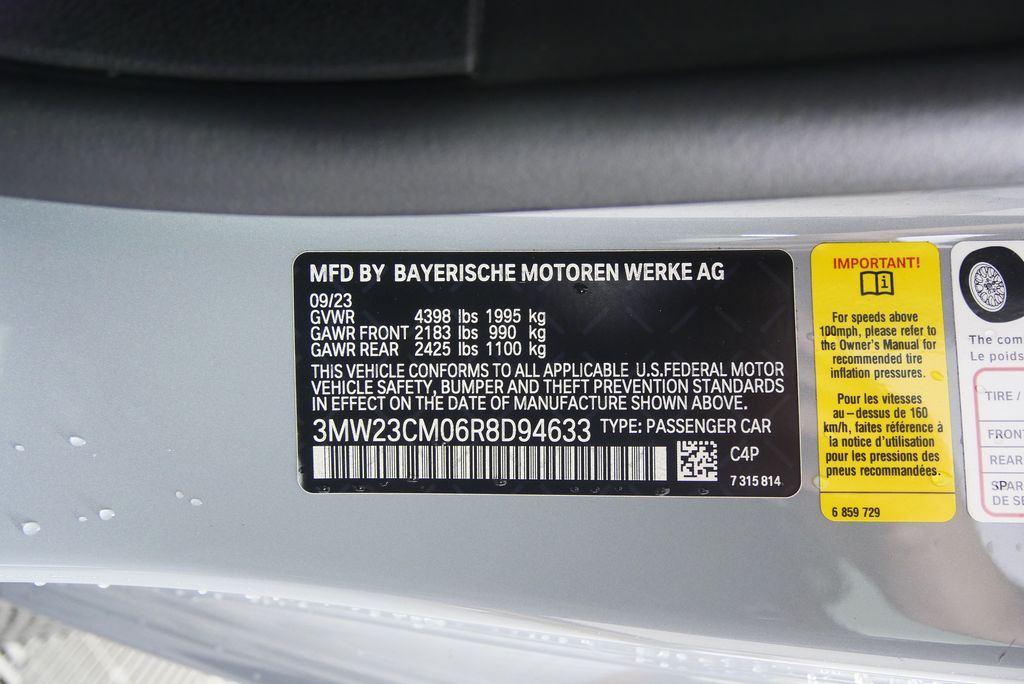 MFD BY BAYERISCHE MOTOREN WERKE AG
09/23
GVWR 4398 lbs 1995 kg
GAWR FRONT 2183 lbs 990 kg
GAWR REAR 2425 lbs 1100 kg
THIS VEHICLE CONFORMS TO ALL APPLICABLE U.S.FEDERAL MOTOR
VEHICLE SAFETY, BUMPER AND THEFT PREVENTION STANDARDS
IN EFFECT ON THE DATE OF MANUFACTURE SHOWN ABOVE.
3MW23CM06R8D94633 TYPE: PASSENGER CAR
C4P
7 315 814
IMPORTANT!
For speeds above
100mph, please refer to
the Owner's Manual for
recommended tire
inflation pressures.
Pour les vitesses
au-dessus de 160
km/h, faites référence à
la notice d'utilisation
pour les pressions des
pneus recommandées.
6 859 729
The com
Le poids
TIRE /
FRONT
REAR
SPAR
DE SE